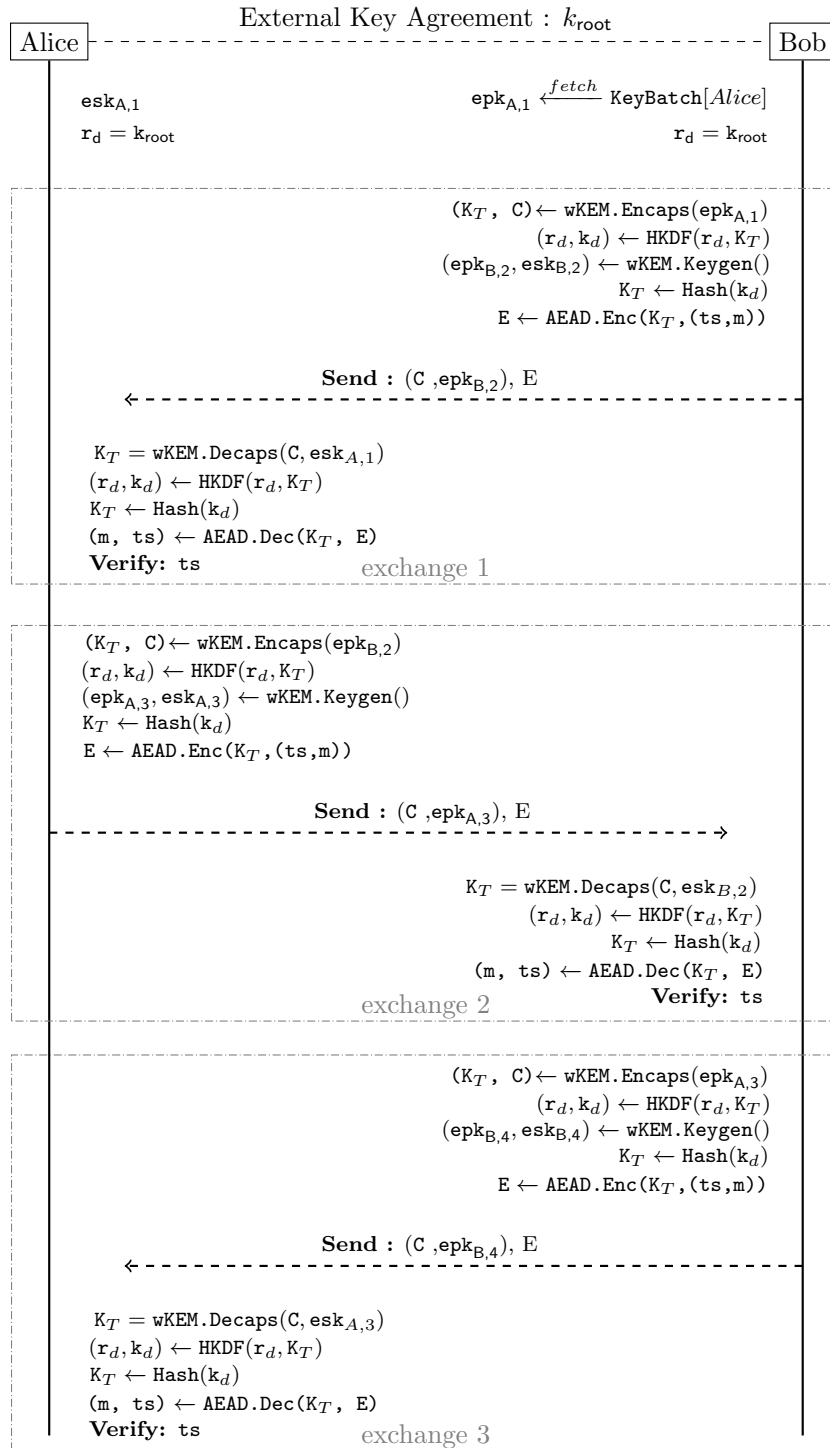 External Key Agreement : k_root
Alice Bob
esk_A,1 epk_A,1 ⟵fetch KeyBatch[Alice]
r_d = k_root r_d = k_root
(K_T, C)← wKEM.Encaps(epk_A,1)
(r_d,k_d) ← HKDF(r_d,K_T)
(epk_B,2,esk_B,2) ← wKEM.Keygen()
K_T ← Hash(k_d)
E ← AEAD.Enc(K_T,(ts,m))
Send : (C ,epk_B,2), E
K_T = wKEM.Decaps(C,esk_A,1)
(r_d,k_d) ← HKDF(r_d,K_T)
K_T ← Hash(k_d)
(m, ts) ← AEAD.Dec(K_T, E)
Verify: ts
exchange 1
(K_T, C)← wKEM.Encaps(epk_B,2)
(r_d,k_d) ← HKDF(r_d,K_T)
(epk_A,3,esk_A,3) ← wKEM.Keygen()
K_T ← Hash(k_d)
E ← AEAD.Enc(K_T,(ts,m))
Send : (C ,epk_A,3), E
K_T = wKEM.Decaps(C,esk_B,2)
(r_d,k_d) ← HKDF(r_d,K_T)
K_T ← Hash(k_d)
(m, ts) ← AEAD.Dec(K_T, E)
Verify: ts
exchange 2
(K_T, C)← wKEM.Encaps(epk_A,3)
(r_d,k_d) ← HKDF(r_d,K_T)
(epk_B,4,esk_B,4) ← wKEM.Keygen()
K_T ← Hash(k_d)
E ← AEAD.Enc(K_T,(ts,m))
Send : (C ,epk_B,4), E
K_T = wKEM.Decaps(C,esk_A,3)
(r_d,k_d) ← HKDF(r_d,K_T)
K_T ← Hash(k_d)
(m, ts) ← AEAD.Dec(K_T, E)
Verify: ts
exchange 3